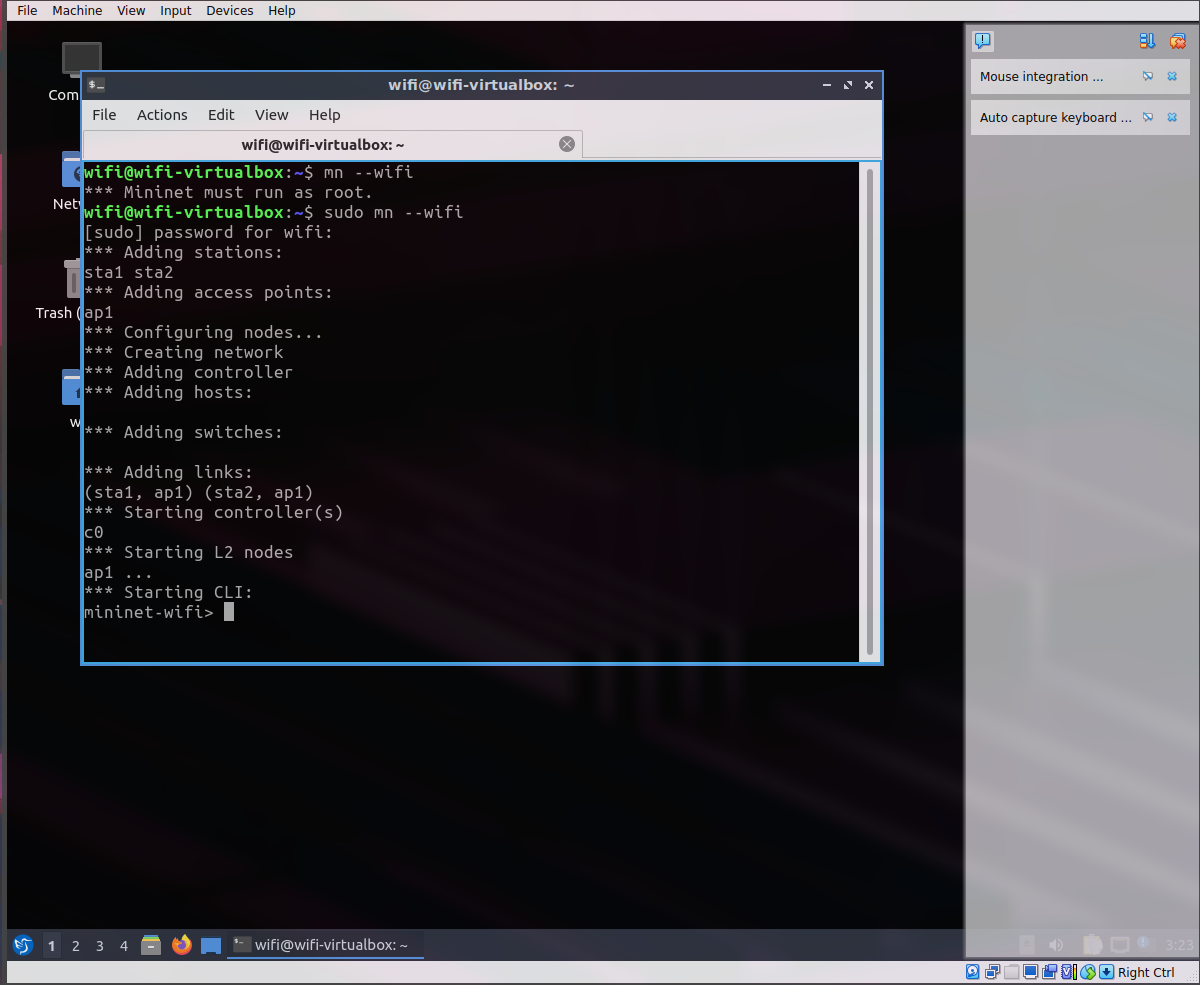 File Machine View Input Devices Help
Mouse integration ...
Auto capture keyboard ...
Com
Netw
Trash (
w
wifi@wifi-virtualbox: ~
File Actions Edit View Help
wifi@wifi-virtualbox: ~
wifi@wifi-virtualbox:~$ mn --wifi
*** Mininet must run as root.
wifi@wifi-virtualbox:~$ sudo mn --wifi
[sudo] password for wifi:
*** Adding stations:
sta1 sta2
*** Adding access points:
ap1
*** Configuring nodes...
*** Creating network
*** Adding controller
*** Adding hosts:
*** Adding switches:
*** Adding links:
(sta1, ap1) (sta2, ap1)
*** Starting controller(s)
c0
*** Starting L2 nodes
ap1 ...
*** Starting CLI:
mininet-wifi>
1 2 3 4 wifi@wifi-virtualbox: ~ 3:23
Right Ctrl